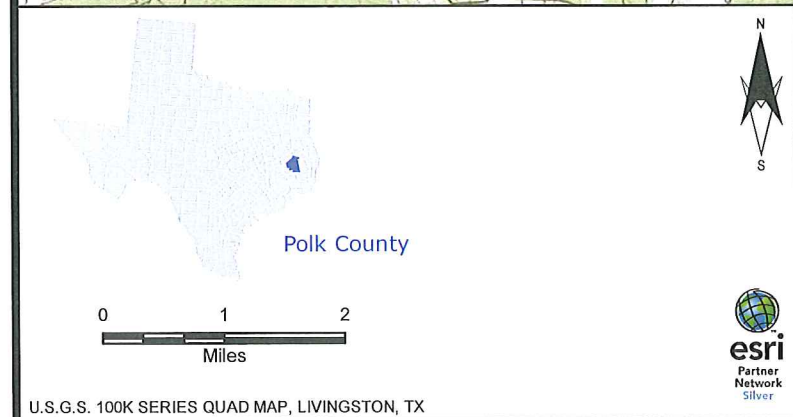 N
S
Polk County
0 1 2
Miles
esri
Partner
Network
Silver
U.S.G.S. 100K SERIES QUAD MAP, LIVINGSTON, TX